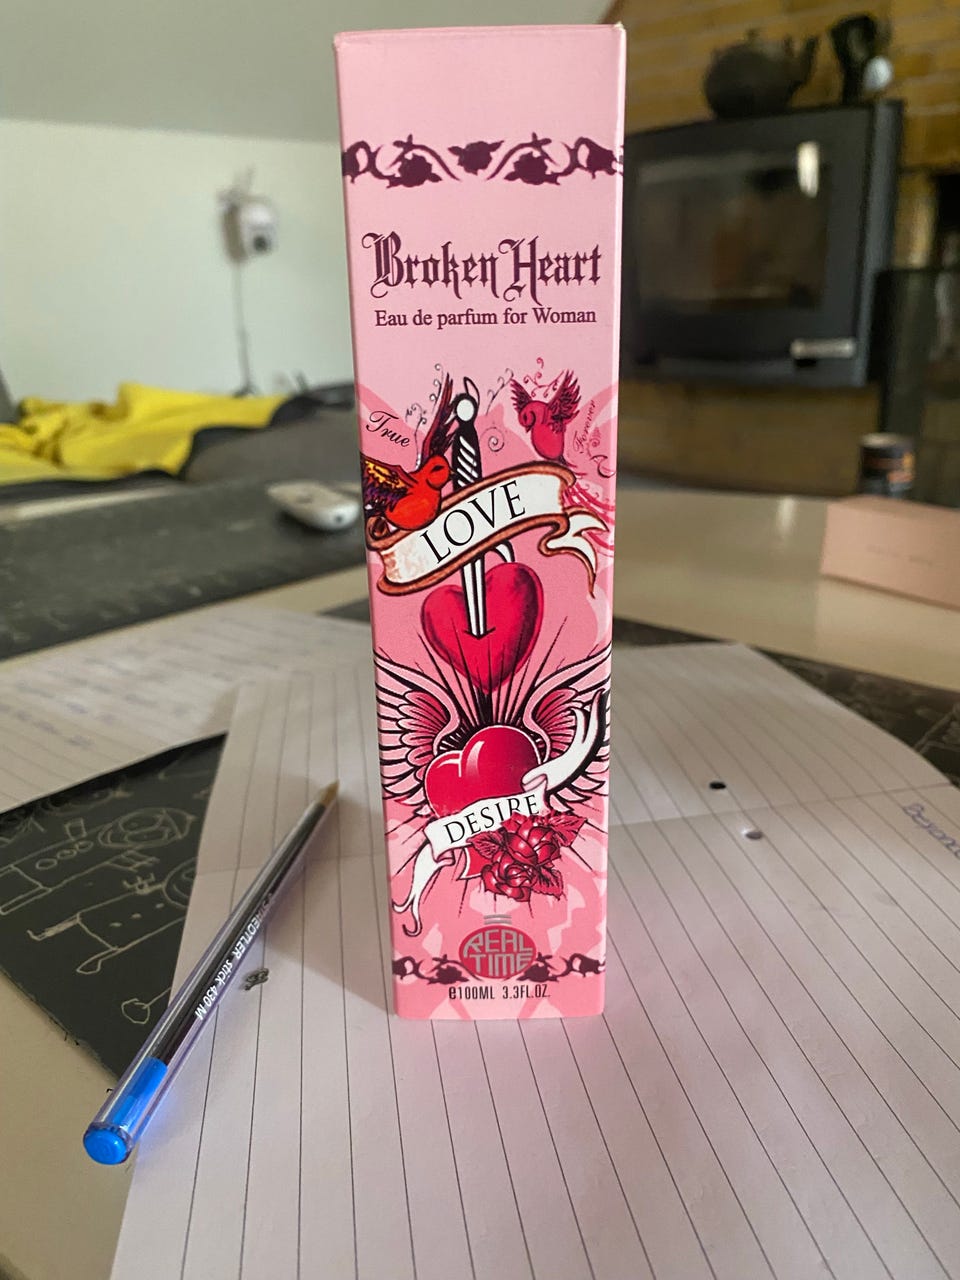 Broken Heart
Eau de parfum for Woman
True
Forever
LOVE
DESIRE
REAL
TIME
e100ML 3.3FL.OZ.
STAEDTLER stick 430 M